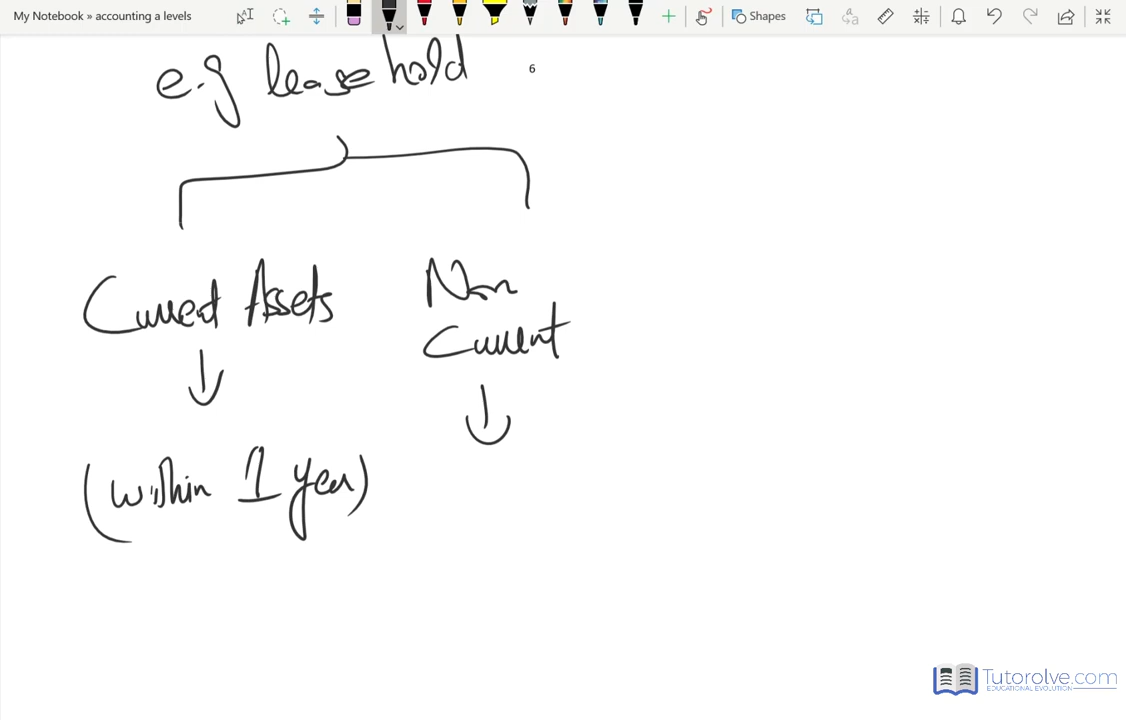 My Notebook » accounting a levels
Shapes
e.g leasehold
6
Current Assets
Non
Current
(within 1 year)
Tutorolve.com
EDUCATIONAL EVOLUTION